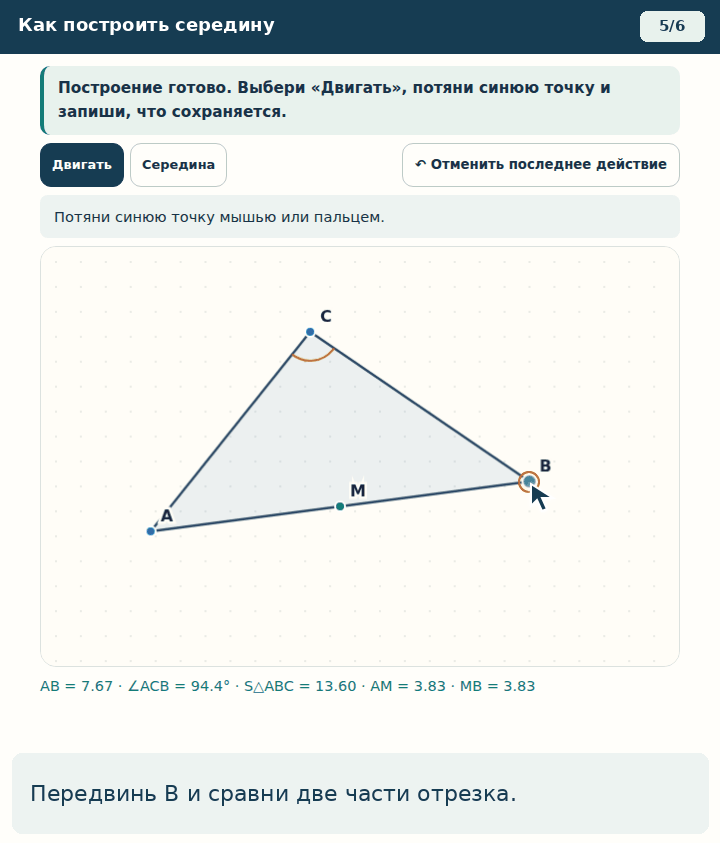 Как построить середину
5/6
Построение готово. Выбери «Двигать», потяни синюю точку и
запиши, что сохраняется.
Двигать
Середина
↶ Отменить последнее действие
Потяни синюю точку мышью или пальцем.
C
B
M
A
AB = 7.67 · ∠ACB = 94.4° · S△ABC = 13.60 · AM = 3.83 · MB = 3.83
Передвинь B и сравни две части отрезка.